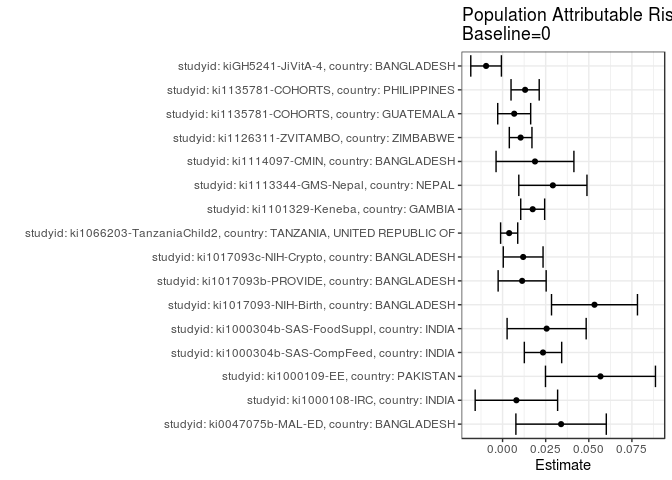 Population Attributable Ris
Baseline=0
studyid: kiGH5241-JiVitA-4, country: BANGLADESH
studyid: ki1135781-COHORTS, country: PHILIPPINES
studyid: ki1135781-COHORTS, country: GUATEMALA
studyid: ki1126311-ZVITAMBO, country: ZIMBABWE
studyid: ki1114097-CMIN, country: BANGLADESH
studyid: ki1113344-GMS-Nepal, country: NEPAL
studyid: ki1101329-Keneba, country: GAMBIA
studyid: ki1066203-TanzaniaChild2, country: TANZANIA, UNITED REPUBLIC OF
studyid: ki1017093c-NIH-Crypto, country: BANGLADESH
studyid: ki1017093b-PROVIDE, country: BANGLADESH
studyid: ki1017093-NIH-Birth, country: BANGLADESH
studyid: ki1000304b-SAS-FoodSuppl, country: INDIA
studyid: ki1000304b-SAS-CompFeed, country: INDIA
studyid: ki1000109-EE, country: PAKISTAN
studyid: ki1000108-IRC, country: INDIA
studyid: ki0047075b-MAL-ED, country: BANGLADESH
0.000 0.025 0.050 0.075
Estimate